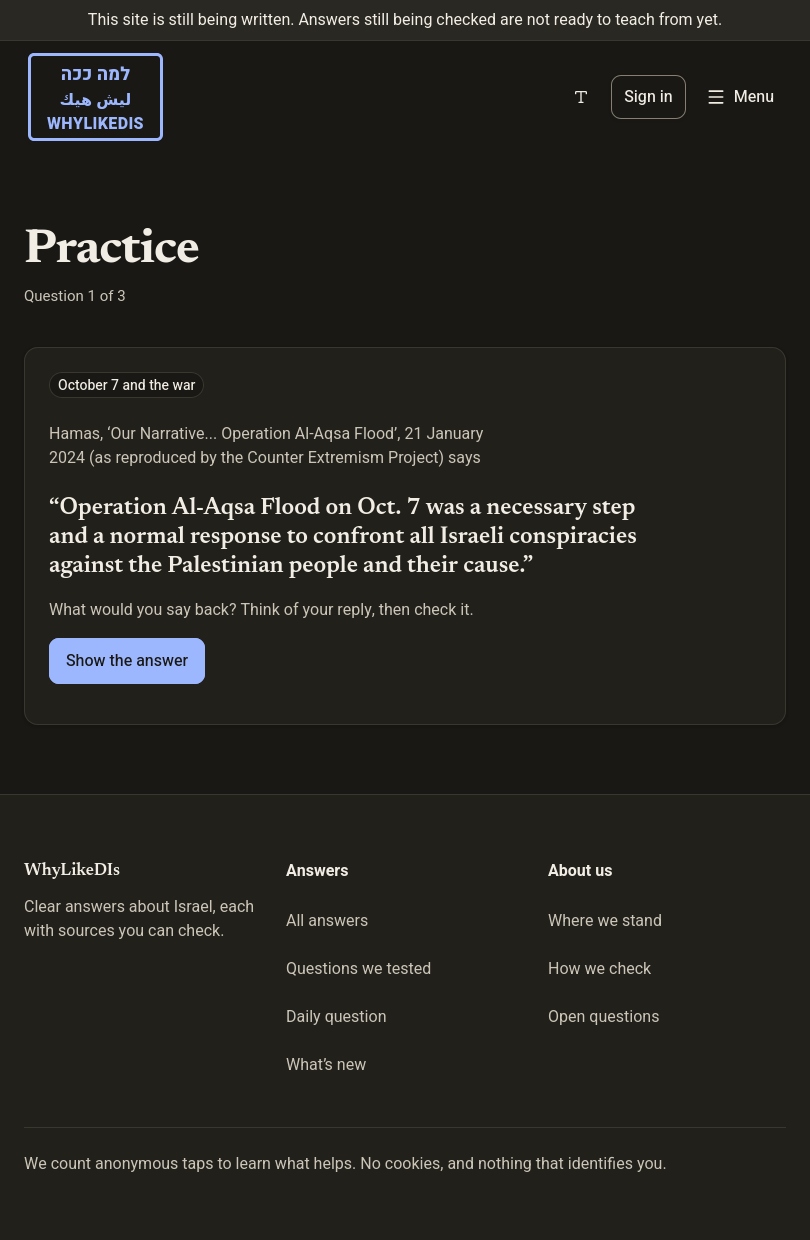 This site is still being written. Answers still being checked are not ready to teach from yet.
למה ככה
ليش هيك
WHYLIKEDIS
Sign in
Menu
Practice
Question 1 of 3
October 7 and the war
Hamas, ‘Our Narrative... Operation Al-Aqsa Flood’, 21 January
2024 (as reproduced by the Counter Extremism Project) says
“Operation Al-Aqsa Flood on Oct. 7 was a necessary step
and a normal response to confront all Israeli conspiracies
against the Palestinian people and their cause.”
What would you say back? Think of your reply, then check it.
Show the answer
WhyLikeDIs
Clear answers about Israel, each
with sources you can check.
Answers
All answers
Questions we tested
Daily question
What’s new
About us
Where we stand
How we check
Open questions
We count anonymous taps to learn what helps. No cookies, and nothing that identifies you.